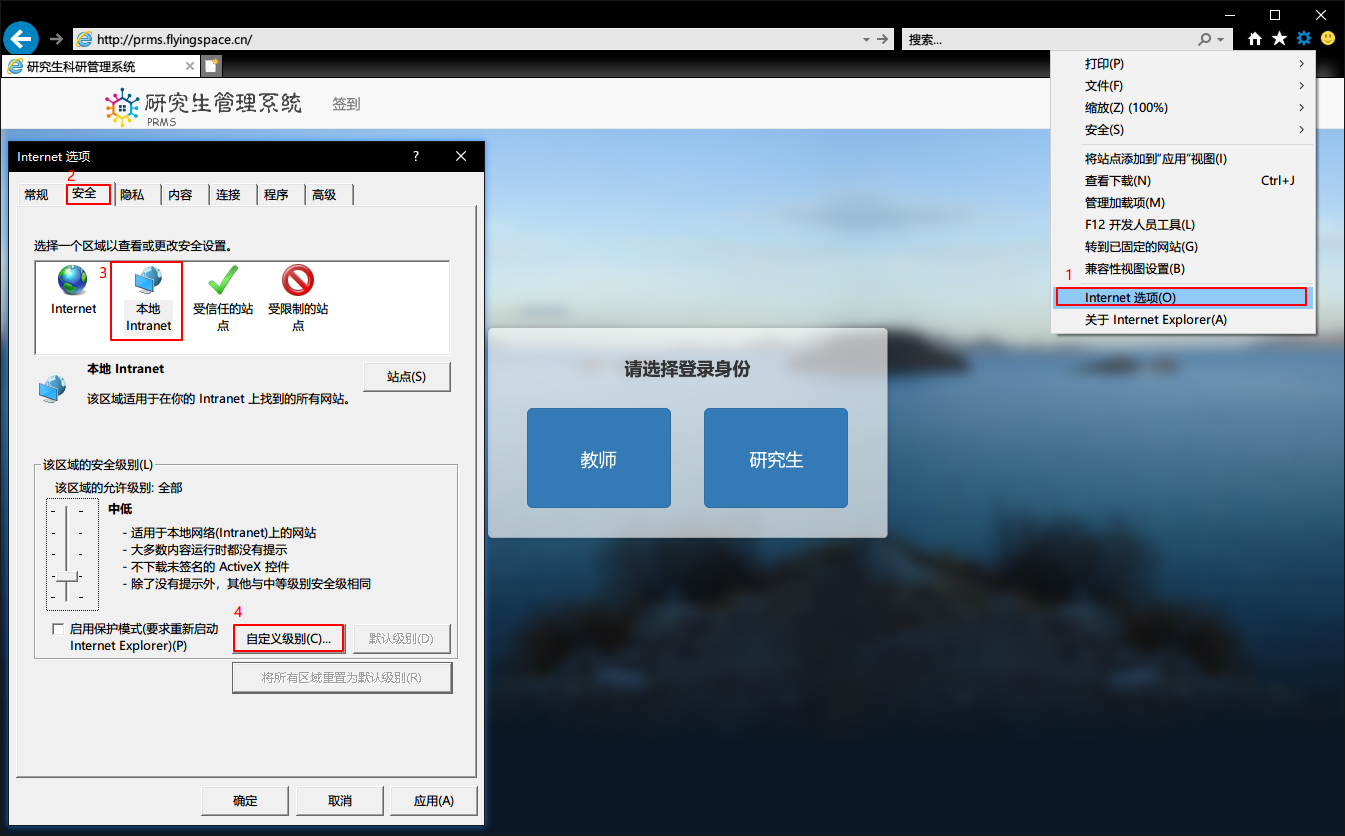 http://prms.flyingspace.cn/
搜索...
研究生科研管理系统
研究生管理系统
PRMS
签到
打印(P)
文件(F)
缩放(Z) (100%)
安全(S)
将站点添加到"应用"视图(I)
查看下载(N) Ctrl+J
管理加载项(M)
F12 开发人员工具(L)
转到已固定的网站(G)
兼容性视图设置(B)
1
Internet 选项(O)
关于 Internet Explorer(A)
Internet 选项
?
2
常规 安全 隐私 内容 连接 程序 高级
选择一个区域以查看或更改安全设置。
3
Internet
本地
Intranet
受信任的站
点
受限制的站
点
本地 Intranet
站点(S)
该区域适用于在你的 Intranet 上找到的所有网站。
该区域的安全级别(L)
该区域的允许级别: 全部
中低
- 适用于本地网络(Intranet)上的网站
- 大多数内容运行时都没有提示
- 不下载未签名的 ActiveX 控件
- 除了没有提示外，其他与中等级别安全级相同
4
启用保护模式(要求重新启动
Internet Explorer)(P)
自定义级别(C)...
默认级别(D)
将所有区域重置为默认级别(R)
确定 取消 应用(A)
请选择登录身份
教师 研究生